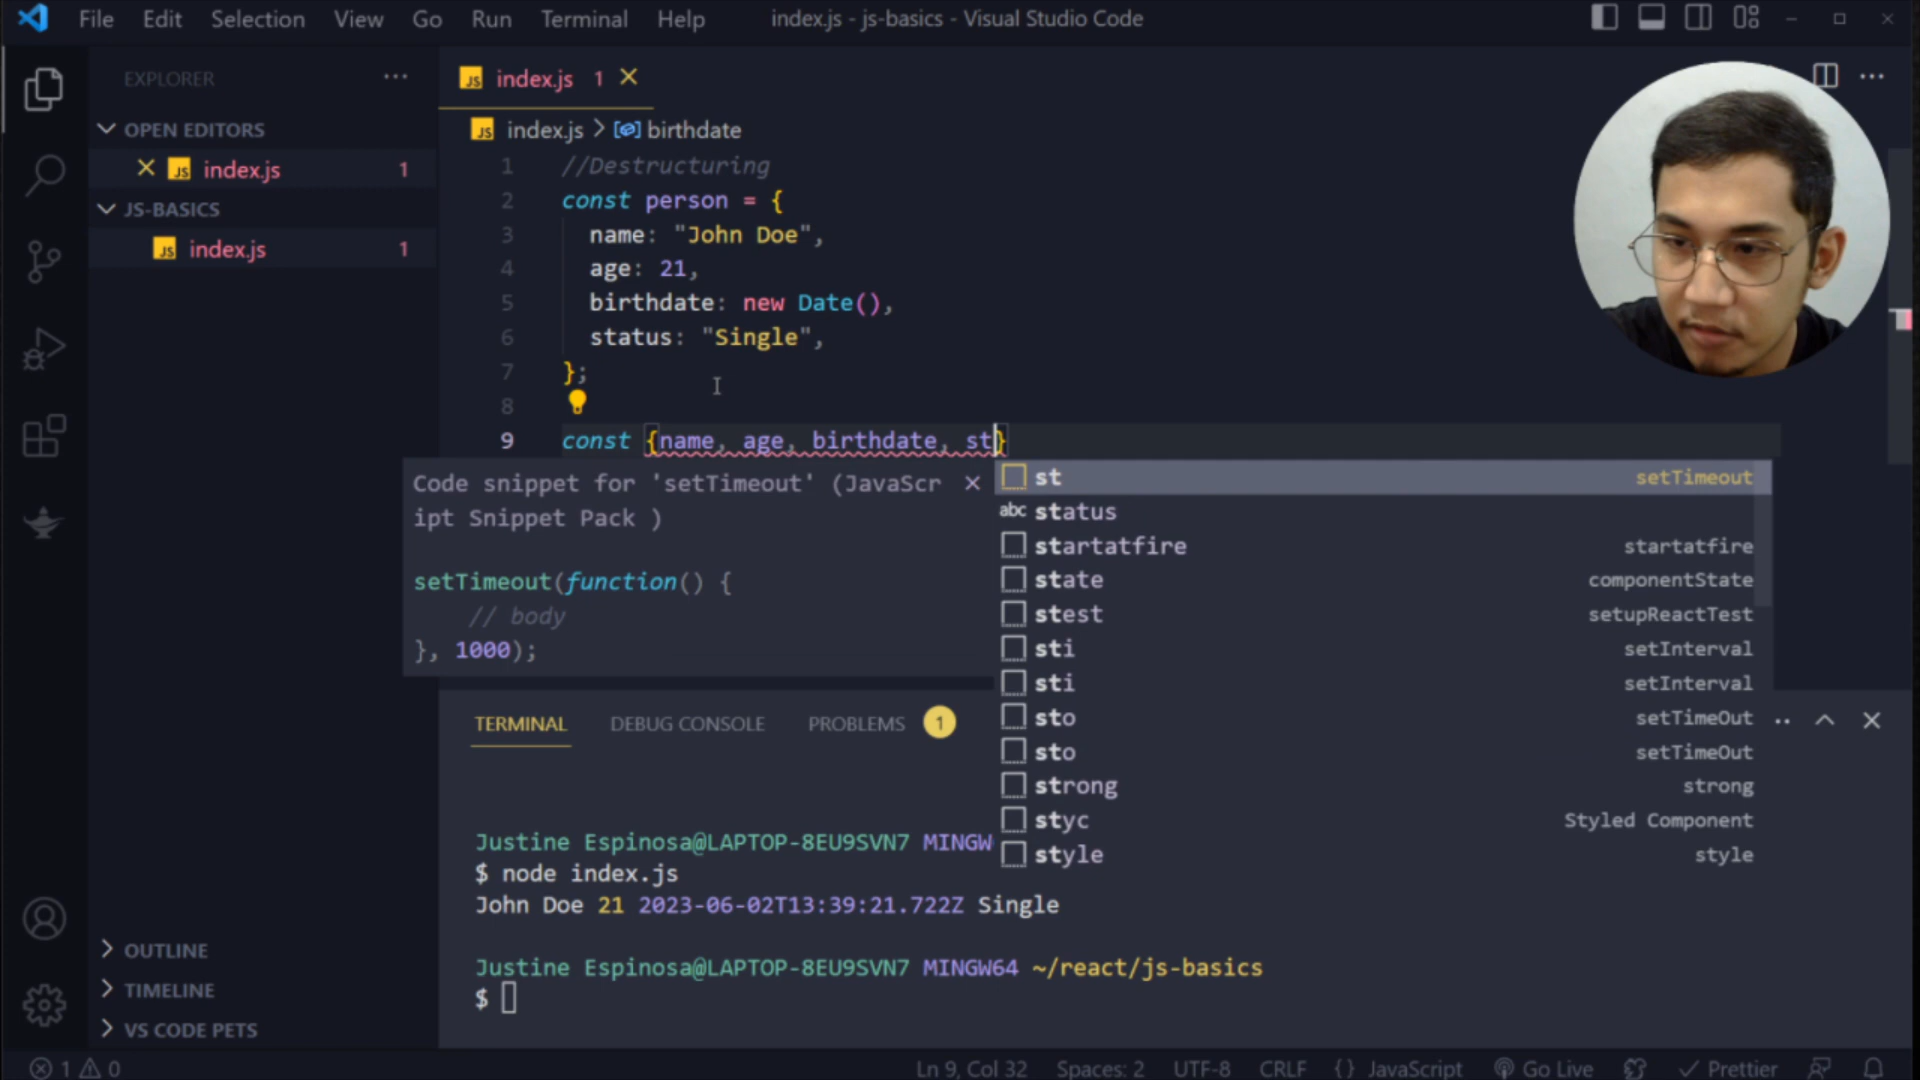 File Edit Selection View Go Run Terminal Help
index.js - js-basics - Visual Studio Code
EXPLORER
OPEN EDITORS
JS index.js 1
JS-BASICS
JS index.js 1
OUTLINE
TIMELINE
VS CODE PETS
JS index.js 1
JS index.js > birthdate
1 //Destructuring
2 const person = {
3 name: "John Doe",
4 age: 21,
5 birthdate: new Date(),
6 status: "Single",
7 };
8
9 const {name, age, birthdate, st}
Code snippet for 'setTimeout' (JavaScr
ipt Snippet Pack )
setTimeout(function() {
// body
}, 1000);
st setTimeout
abc status
startatfire startatfire
state componentState
stest setupReactTest
sti setInterval
sti setInterval
sto setTimeOut
sto setTimeOut
strong strong
styc Styled Component
style style
TERMINAL DEBUG CONSOLE PROBLEMS 1
Justine Espinosa@LAPTOP-8EU9SVN7 MINGW
$ node index.js
John Doe 21 2023-06-02T13:39:21.722Z Single
Justine Espinosa@LAPTOP-8EU9SVN7 MINGW64 ~/react/js-basics
$
1 0
Ln 9, Col 32 Spaces: 2 UTF-8 CRLF {} JavaScript Go Live Prettier